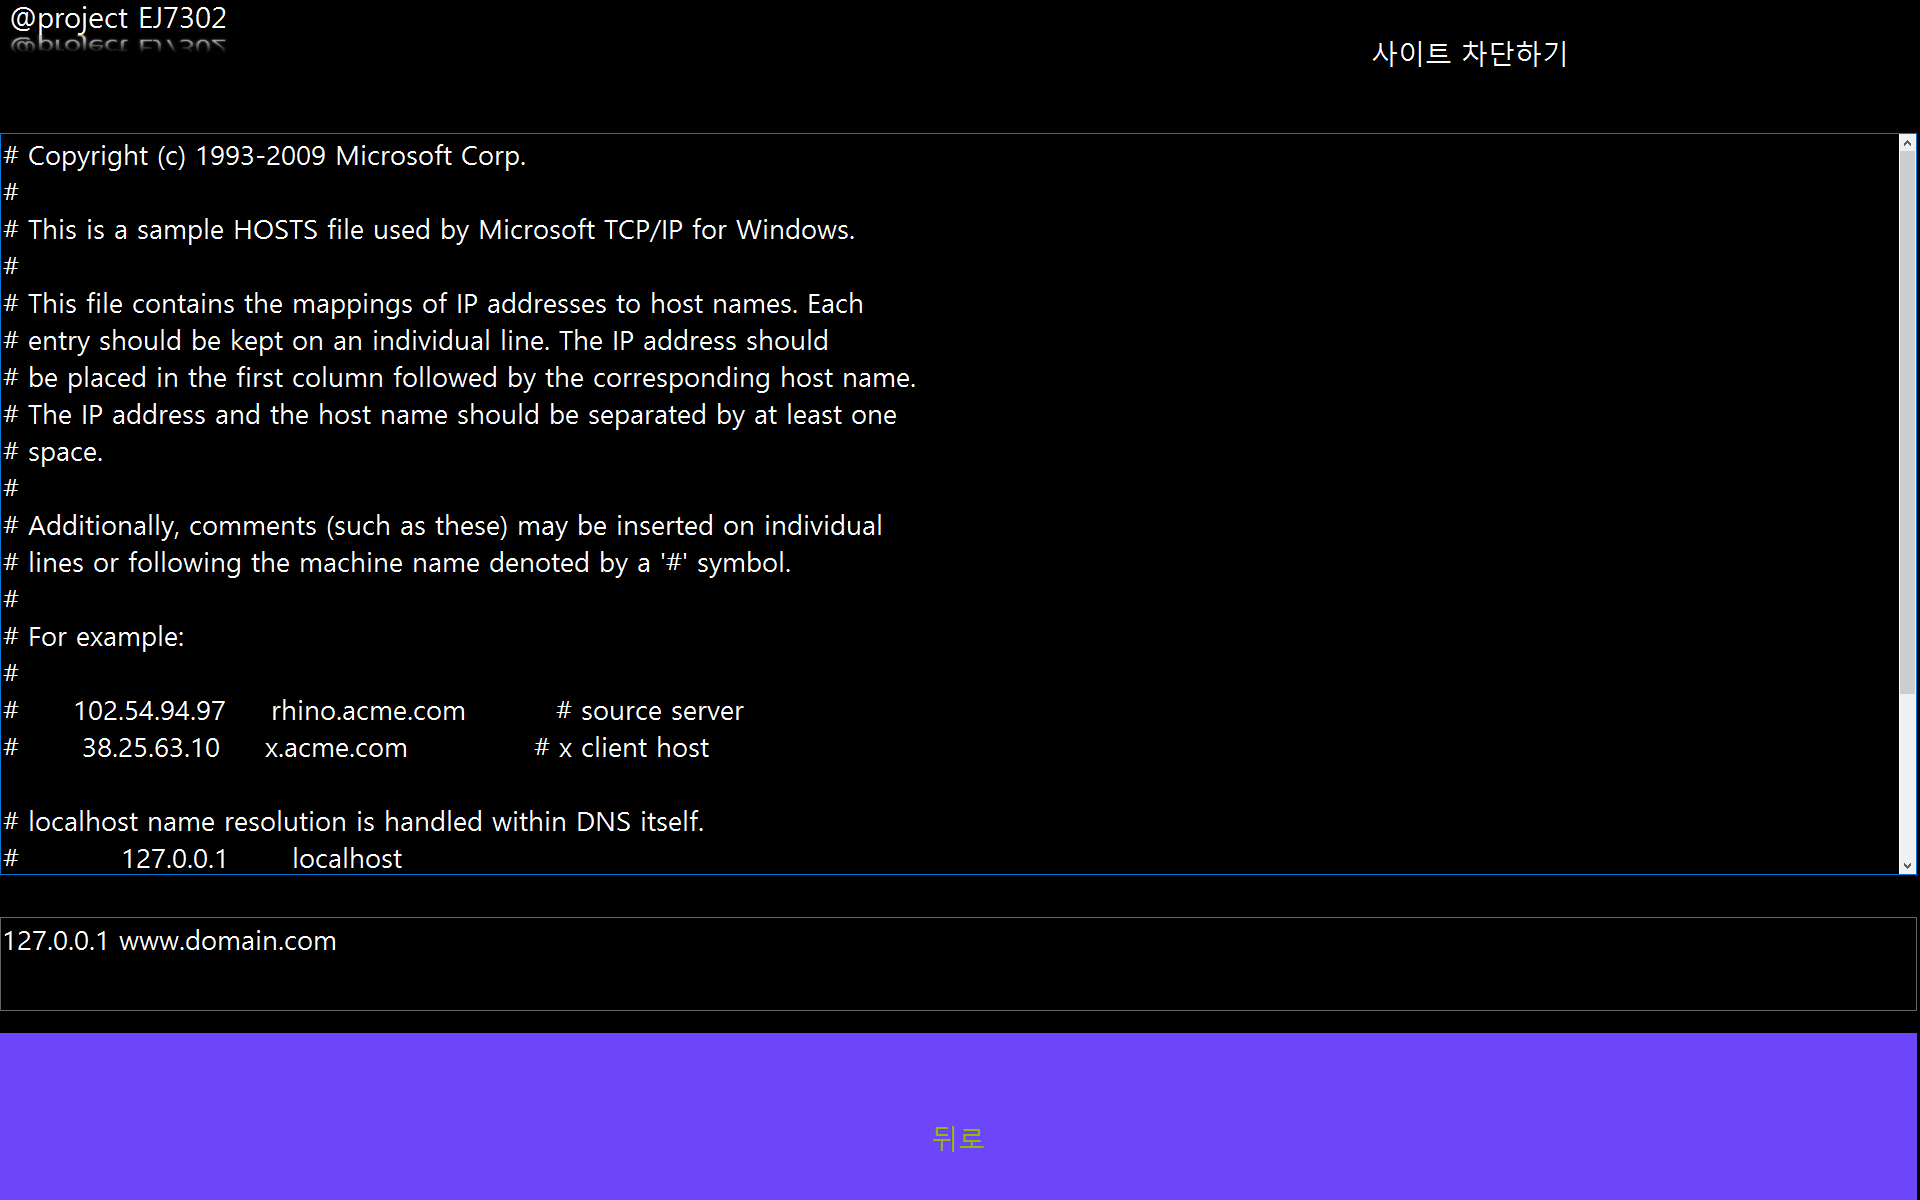 @project EJ7302
사이트 차단하기
# Copyright (c) 1993-2009 Microsoft Corp.
#
# This is a sample HOSTS file used by Microsoft TCP/IP for Windows.
#
# This file contains the mappings of IP addresses to host names. Each
# entry should be kept on an individual line. The IP address should
# be placed in the first column followed by the corresponding host name.
# The IP address and the host name should be separated by at least one
# space.
#
# Additionally, comments (such as these) may be inserted on individual
# lines or following the machine name denoted by a '#' symbol.
#
# For example:
#
#      102.54.94.97     rhino.acme.com          # source server
#       38.25.63.10     x.acme.com              # x client host

# localhost name resolution is handled within DNS itself.
#	127.0.0.1       localhost
127.0.0.1 www.domain.com
뒤로